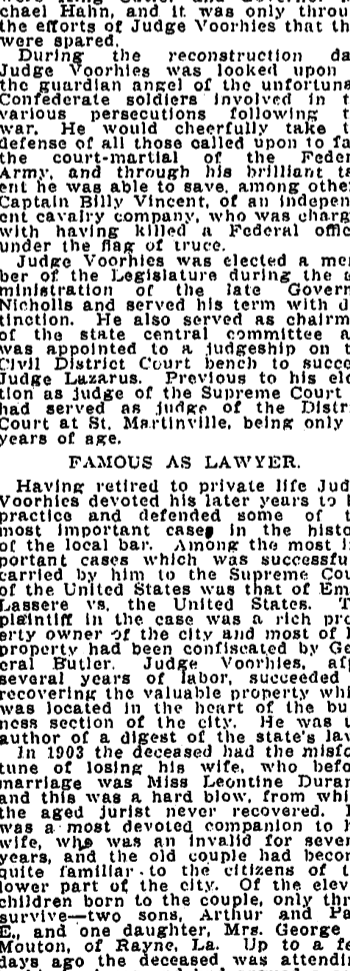 were King Cutler and Governor M
chael Hahn, and it was only throu
the efforts of Judge Voorhies that th
were spared.
During the reconstruction da
Judge Voorhies was looked upon
the guardian angel of the unfortuna
Confederate soldiers involved in t
various persecutions following t
war. He would cheerfully take t
defense of all those called upon to fa
the court-martial of the Feder
Army, and through his brilliant ta
ent he was able to save, among othe
Captain Billy Vincent, of an indepen
ent cavalry company, who was charg
with having killed a Federal offic
under the flag of truce.
Judge Voorhies was elected a me
ber of the Legislature during the a
ministration of the late Govern
Nicholls and served his term with d
tinction. He also served as chairm
of the state central committee a
was appointed to a judgeship on t
Civil District Court bench to succe
Judge Lazarus. Previous to his ele
tion as judge of the Supreme Court
had served as judge of the Distr
Court at St. Martinville, being only
years of age.
FAMOUS AS LAWYER.
Having retired to private life Jud
Voorhies devoted his later years to h
practice and defended some of t
most important cases in the histo
of the local bar. Among the most i
portant cases which was successfu
carried by him to the Supreme Cou
of the United States was that of Em
Lassere vs. the United States. T
plaintiff in the case was a rich pro
erty owner of the city and most of h
property had been confiscated by Ge
eral Butler. Judge Voorhies, aft
several years of labor, succeeded
recovering the valuable property whi
was located in the heart of the bu
ness section of the city. He was t
author of a digest of the state's law
In 1903 the deceased had the misfo
tune of losing his wife, who befo
marriage was Miss Leontine Duran
and this was a hard blow, from whi
the aged jurist never recovered. H
was a most devoted companion to h
wife, who was an invalid for sever
years, and the old couple had becom
quite familiar to the citizens of t
lower part of the city. Of the elev
children born to the couple, only thr
survive—two sons, Arthur and Pa
E., and one daughter, Mrs. George
Mouton, of Rayne, La. Up to a fe
days ago the deceased was attendin